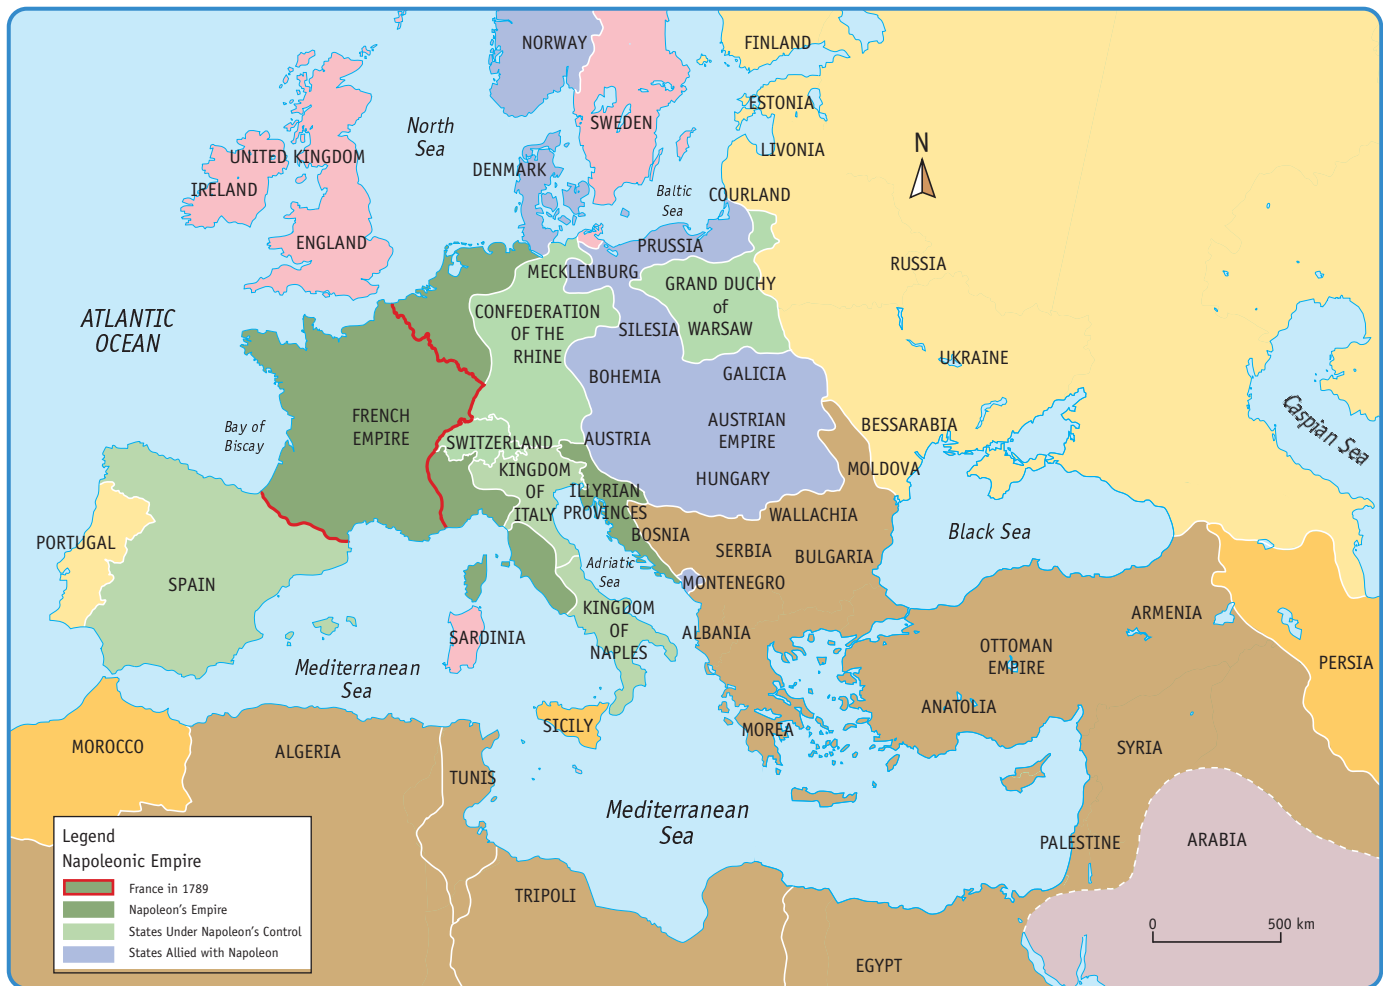 NORWAY
FINLAND
SWEDEN
ESTONIA
North
Sea
LIVONIA
N
UNITED KINGDOM
IRELAND
DENMARK
Baltic
Sea
COURLAND
ENGLAND
PRUSSIA
RUSSIA
MECKLENBURG
GRAND DUCHY
of
WARSAW
ATLANTIC
OCEAN
CONFEDERATION
OF THE
RHINE
SILESIA
UKRAINE
BOHEMIA
GALICIA
FRENCH
EMPIRE
Bay of
Biscay
AUSTRIAN
EMPIRE
BESSARABIA
Caspian Sea
SWITZERLAND
AUSTRIA
HUNGARY
MOLDOVA
KINGDOM
OF
ITALY
ILLYRIAN
PROVINCES
WALLACHIA
BOSNIA
Black Sea
PORTUGAL
SERBIA
BULGARIA
SPAIN
Adriatic
Sea
MONTENEGRO
KINGDOM
OF
NAPLES
ARMENIA
SARDINIA
ALBANIA
OTTOMAN
EMPIRE
PERSIA
Mediterranean
Sea
ANATOLIA
SICILY
MOREA
MOROCCO
ALGERIA
SYRIA
TUNIS
Mediterranean
Sea
PALESTINE
ARABIA
TRIPOLI
EGYPT
0 500 km
Legend
Napoleonic Empire
France in 1789
Napoleon's Empire
States Under Napoleon's Control
States Allied with Napoleon